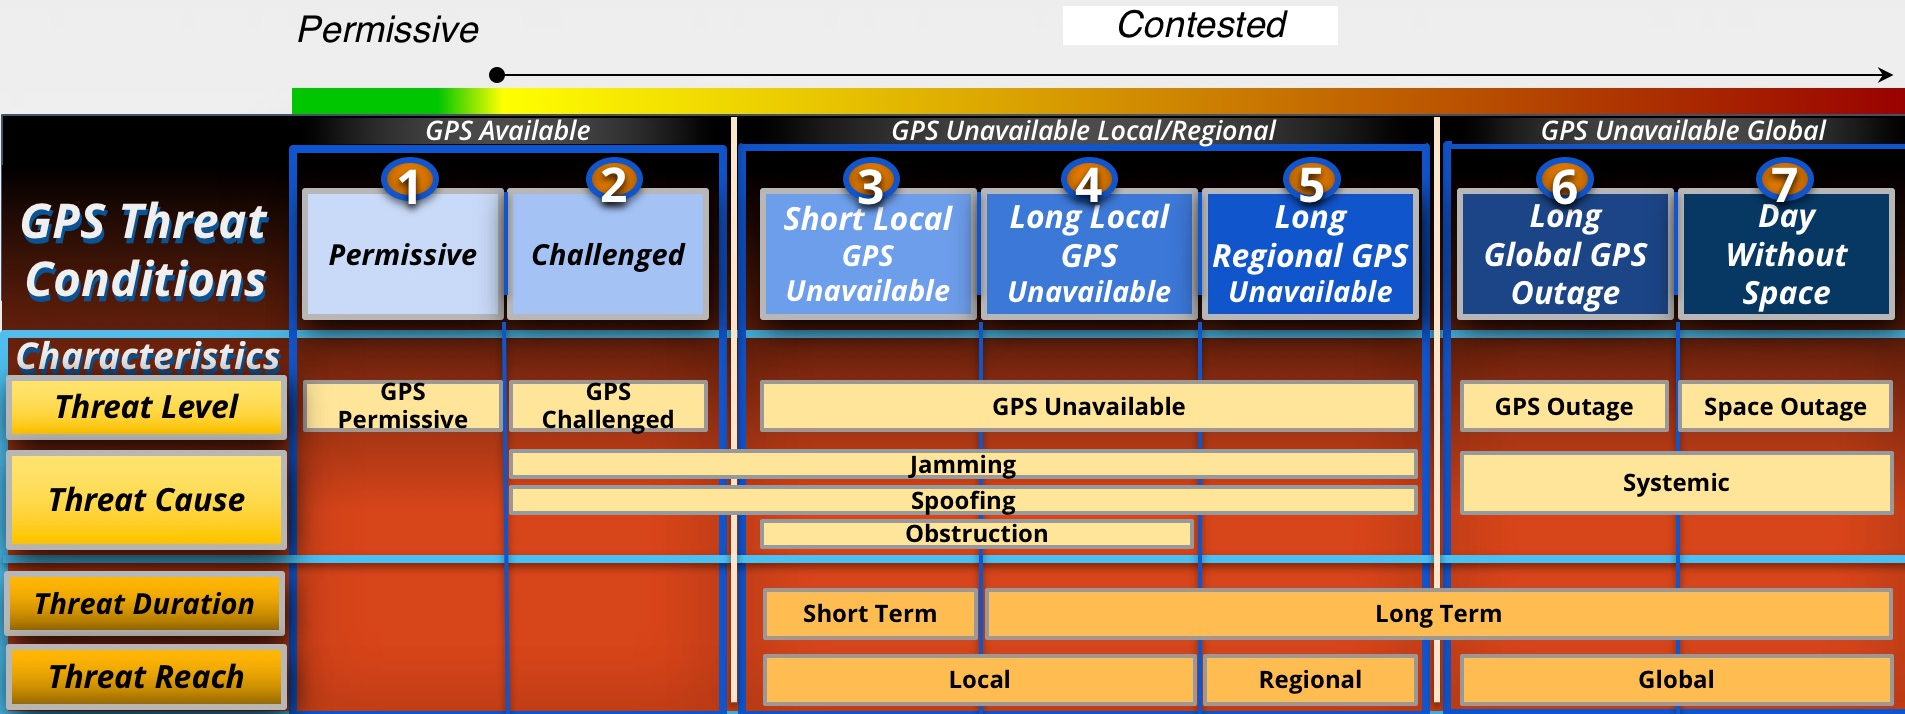 Permissive
Contested
GPS Available
GPS Unavailable Local/Regional
GPS Unavailable Global
GPS Threat
Conditions
1
Permissive
2
Challenged
3
Short Local
GPS
Unavailable
4
Long Local
GPS
Unavailable
5
Long
Regional GPS
Unavailable
6
Long
Global GPS
Outage
7
Day
Without
Space
Characteristics
Threat Level
GPS
Permissive
GPS
Challenged
GPS Unavailable
GPS Outage
Space Outage
Threat Cause
Jamming
Spoofing
Obstruction
Systemic
Threat Duration
Short Term
Long Term
Threat Reach
Local
Regional
Global